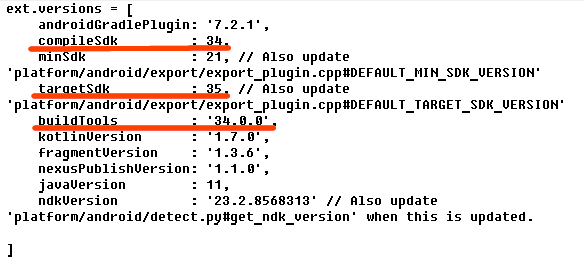 ext.versions = [
    androidGradlePlugin: '7.2.1',
    compileSdk         : 34,
    minSdk             : 21, // Also update
'platform/android/export/export_plugin.cpp#DEFAULT_MIN_SDK_VERSION'
    targetSdk          : 35, // Also update
'platform/android/export/export_plugin.cpp#DEFAULT_TARGET_SDK_VERSION'
    buildTools         : '34.0.0',
    kotlinVersion      : '1.7.0',
    fragmentVersion    : '1.3.6',
    nexusPublishVersion: '1.1.0',
    javaVersion        : 11,
    ndkVersion         : '23.2.8568313' // Also update
'platform/android/detect.py#get_ndk_version' when this is updated.
]